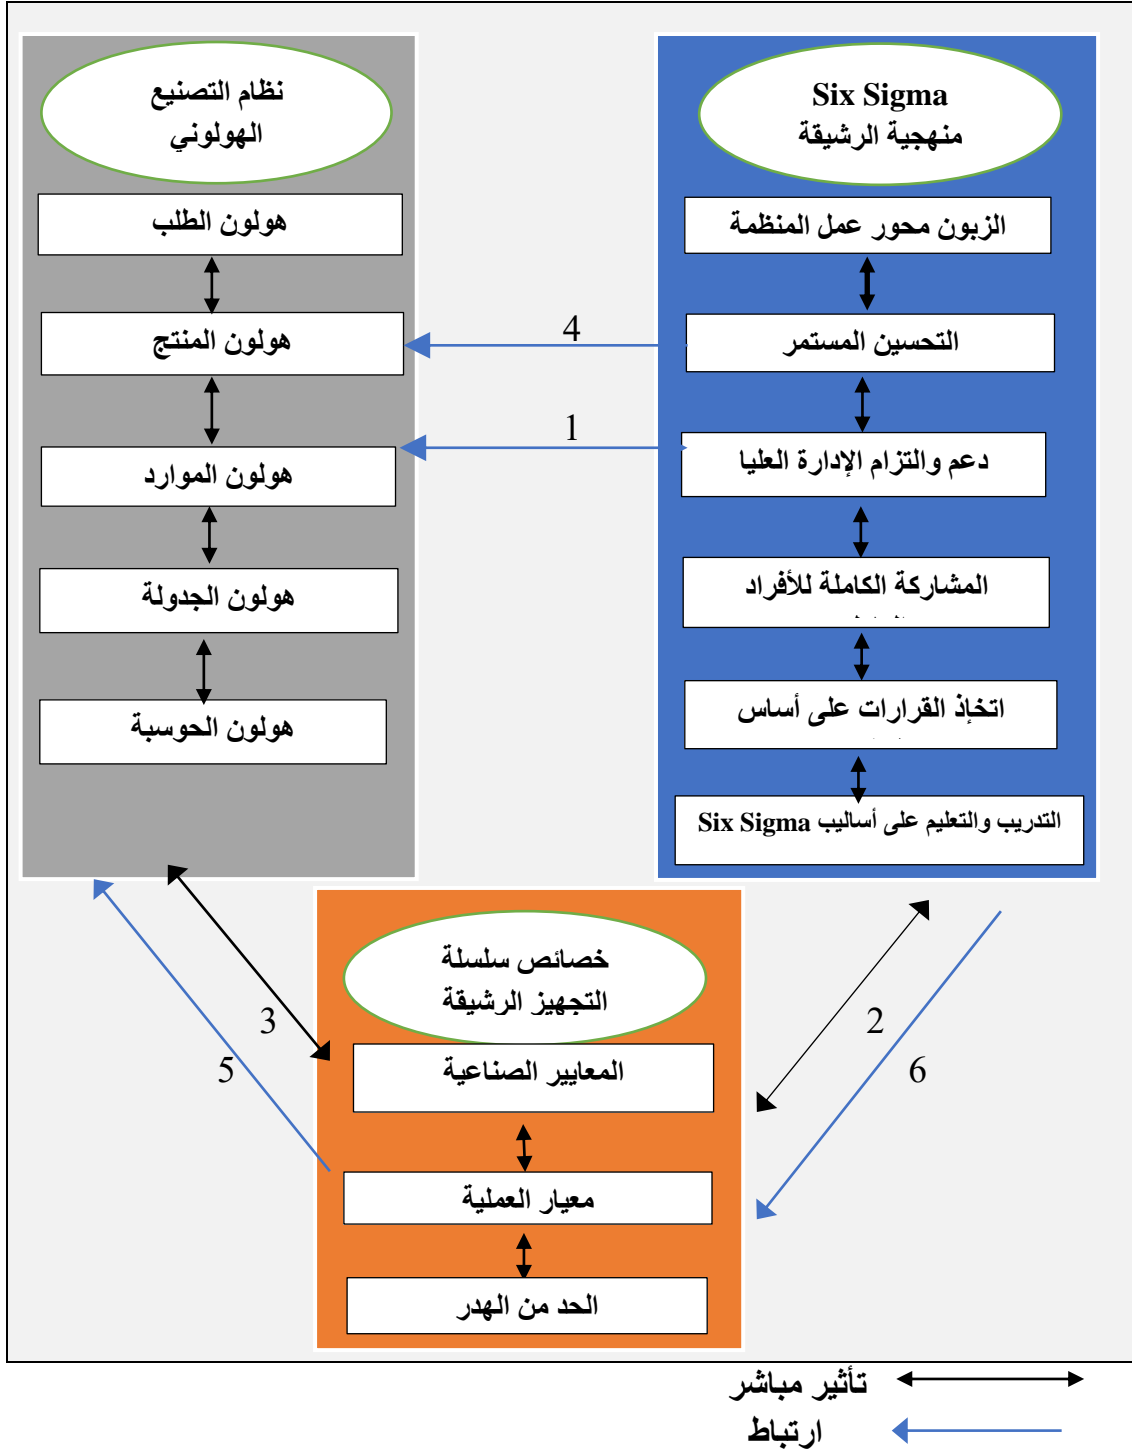 Six Sigma
منهجية الرشيقة
الزبون محور عمل المنظمة
التحسين المستمر
دعم والتزام الإدارة العليا
المشاركة الكاملة للأفراد
اتخاذ القرارات على أساس
التدريب والتعليم على أساليب Six Sigma
نظام التصنيع
الهولوني
هولون الطلب
هولون المنتج
هولون الموارد
هولون الجدولة
هولون الحوسبة
4
1
خصائص سلسلة
التجهيز الرشيقة
المعايير الصناعية
معيار العملية
الحد من الهدر
2
6
3
5
تأثير مباشر
ارتباط